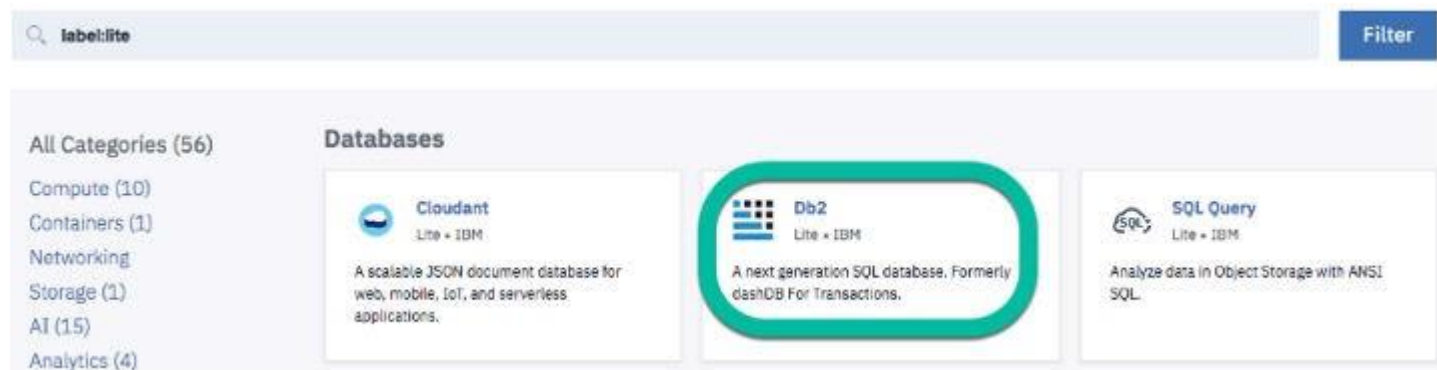 label:lite
Filter
All Categories (56)
Compute (10)
Containers (1)
Networking
Storage (1)
AI (15)
Analytics (4)
Databases
Cloudant
Lite • IBM
A scalable JSON document database for
web, mobile, IoT, and serverless
applications.
Db2
Lite • IBM
A next generation SQL database. Formerly
dashDB For Transactions.
SQL
SQL Query
Lite • IBM
Analyze data in Object Storage with ANSI
SQL.